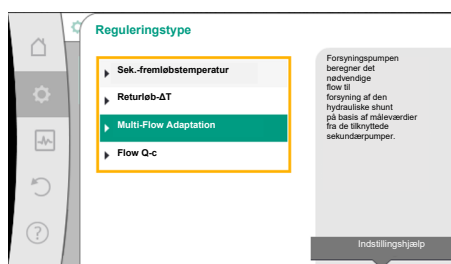 Reguleringstype
Sek.-fremløbstemperatur
Returløb-ΔT
Multi-Flow Adaptation
Flow Q-c
Forsyningspumpen
beregner det
nødvendige
flow til
forsyning af den
hydrauliske shunt
på basis af måleværdier
fra de tilknyttede
sekundærpumper.
Indstillingshjælp